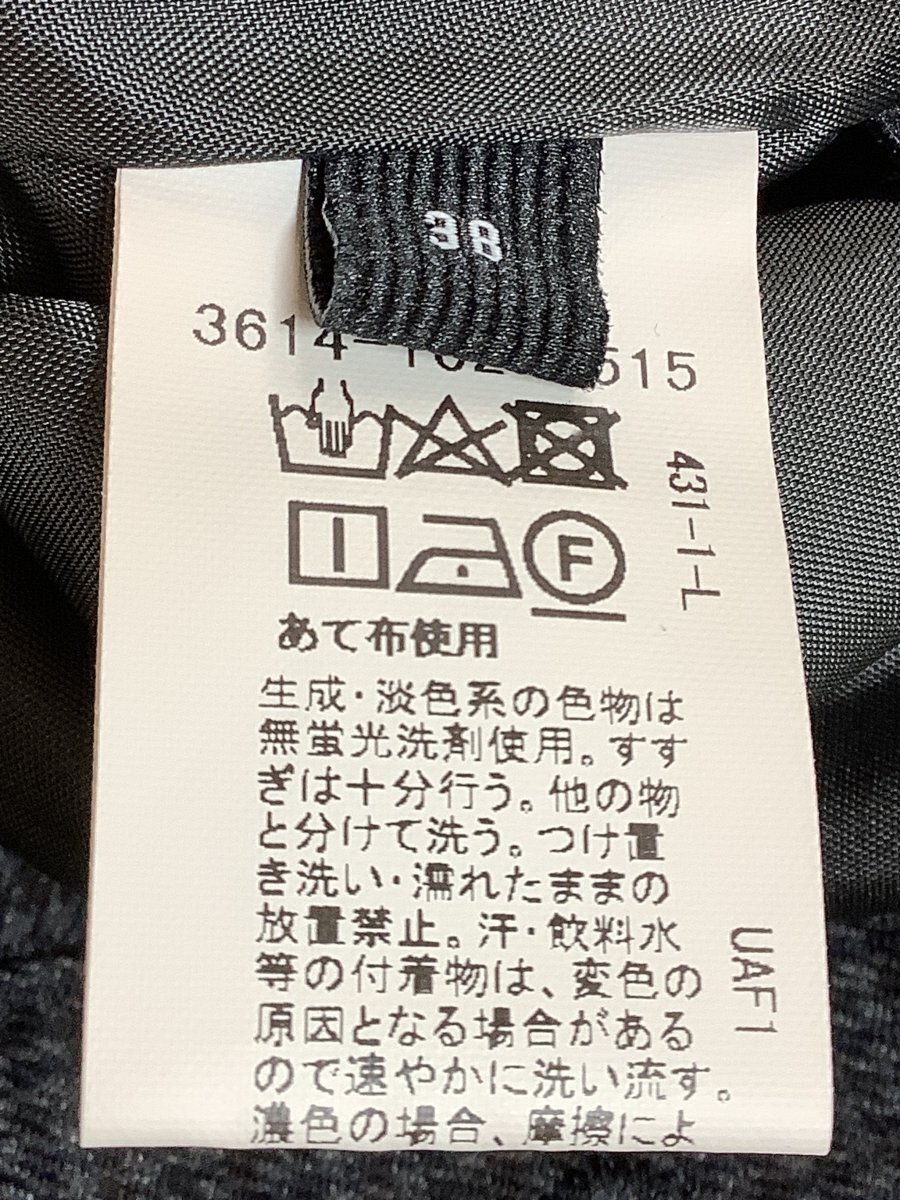 38
3614-1 515
F
431-1-L
あて布使用
生成・淡色系の色物は
無蛍光洗剤使用。すす
ぎは十分行う。他の物
と分けて洗う。つけ置
き洗い・濡れたままの
放置禁止。汗・飲料水
等の付着物は、変色の
原因となる場合がある
ので速やかに洗い流す。
濃色の場合、摩擦によ
UAF1